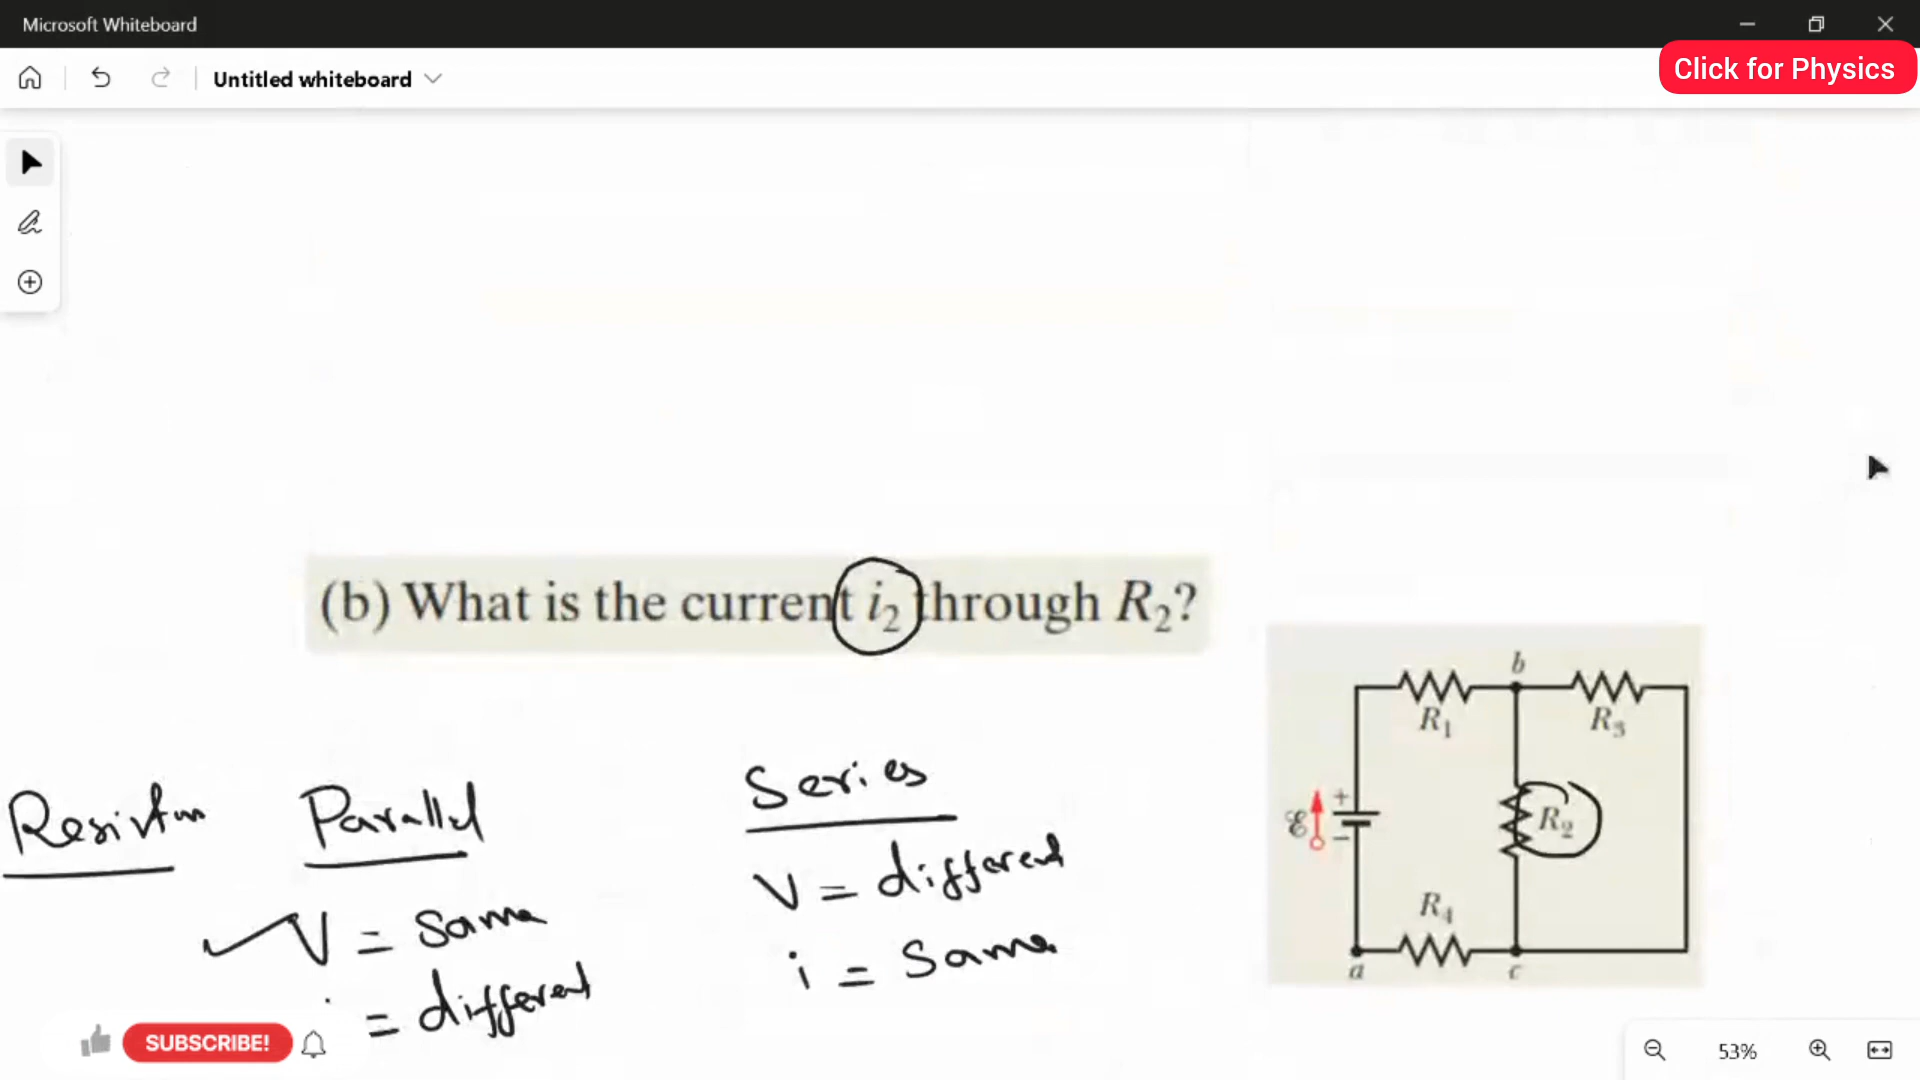 Microsoft Whiteboard
Untitled whiteboard
Click for Physics
(b) What is the current i₂ through R₂?
b
R₁
R₃
Series
Resistor Parallel
V = different
ℰ + −
R₂
V = same
R₄
i = same
a
c
i = different
SUBSCRIBE!
53%